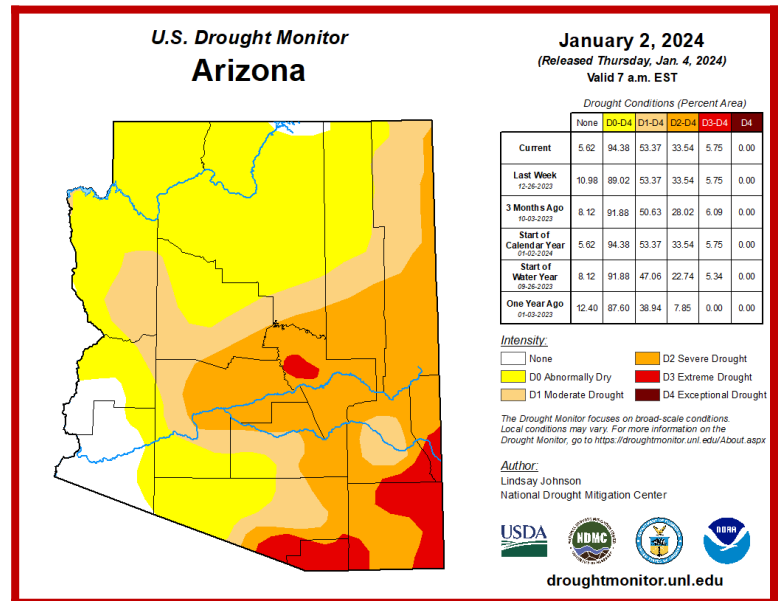 U.S. Drought Monitor
Arizona
January 2, 2024
(Released Thursday, Jan. 4, 2024)
Valid 7 a.m. EST
Drought Conditions (Percent Area)
None D0-D4 D1-D4 D2-D4 D3-D4 D4
Current 5.62 94.38 53.37 33.54 5.75 0.00
Last Week
12-26-2023 10.98 89.02 53.37 33.54 5.75 0.00
3 Months Ago
10-03-2023 8.12 91.88 50.63 28.02 6.09 0.00
Start of
Calendar Year
01-02-2024 5.62 94.38 53.37 33.54 5.75 0.00
Start of
Water Year
09-26-2023 8.12 91.88 47.06 22.74 5.34 0.00
One Year Ago
01-03-2023 12.40 87.60 38.94 7.85 0.00 0.00
Intensity:
None
D0 Abnormally Dry
D1 Moderate Drought
D2 Severe Drought
D3 Extreme Drought
D4 Exceptional Drought
The Drought Monitor focuses on broad-scale conditions.
Local conditions may vary. For more information on the
Drought Monitor, go to https://droughtmonitor.unl.edu/About.aspx
Author:
Lindsay Johnson
National Drought Mitigation Center
USDA
NDMC
NOAA
droughtmonitor.unl.edu